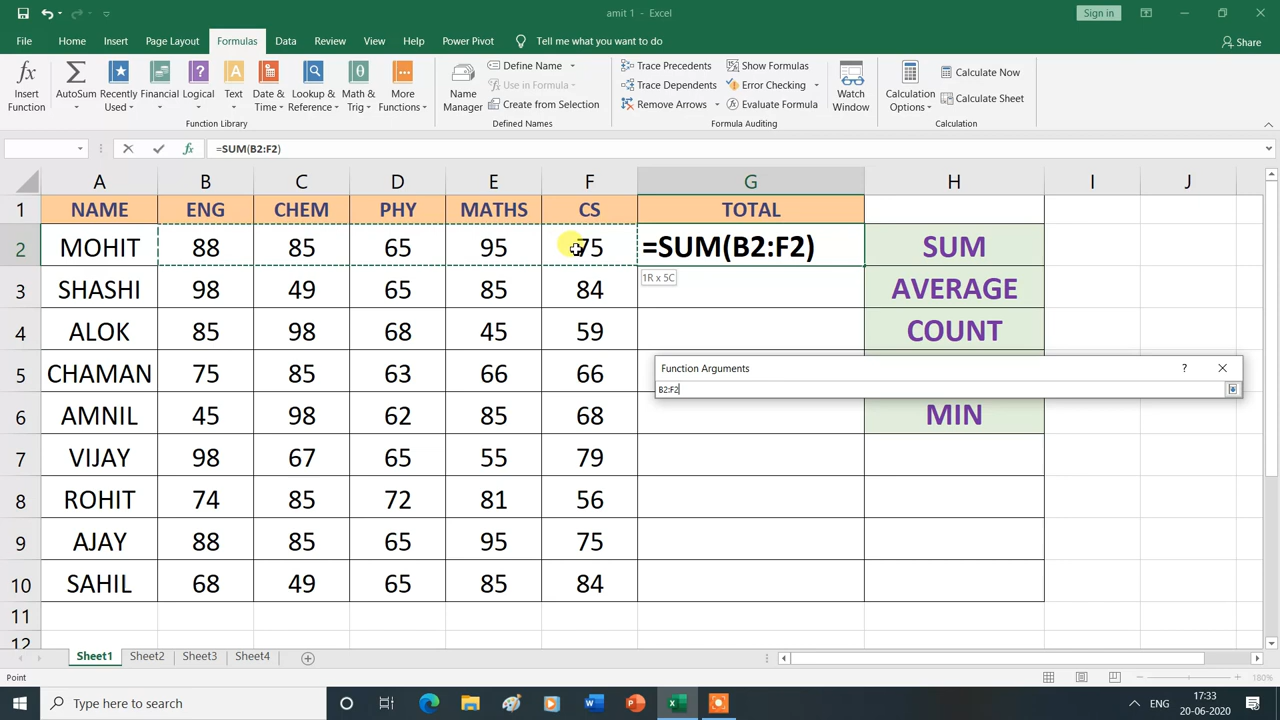 amit 1 - Excel
Sign in
File Home Insert Page Layout Formulas Data Review View Help Power Pivot Tell me what you want to do Share
fx Insert Function
AutoSum
Recently Used
Financial
Logical
Text
Date & Time
Lookup & Reference
Math & Trig
More Functions
Function Library
Name Manager
Define Name
Use in Formula
Create from Selection
Defined Names
Trace Precedents
Trace Dependents
Remove Arrows
Show Formulas
Error Checking
Evaluate Formula
Formula Auditing
Watch Window
Calculation Options
Calculate Now
Calculate Sheet
Calculation
fx =SUM(B2:F2)
A B C D E F G H I J
1 NAME ENG CHEM PHY MATHS CS TOTAL
2 MOHIT 88 85 65 95 75 =SUM(B2:F2) SUM
1R x 5C
3 SHASHI 98 49 65 85 84 AVERAGE
4 ALOK 85 98 68 45 59 COUNT
5 CHAMAN 75 85 63 66 66
Function Arguments ?
B2:F2
6 AMNIL 45 98 62 85 68 MIN
7 VIJAY 98 67 65 55 79
8 ROHIT 74 85 72 81 56
9 AJAY 88 85 65 95 75
10 SAHIL 68 49 65 85 84
11
12
Sheet1 Sheet2 Sheet3 Sheet4
Point
180%
Type here to search
ENG
17:33
20-06-2020